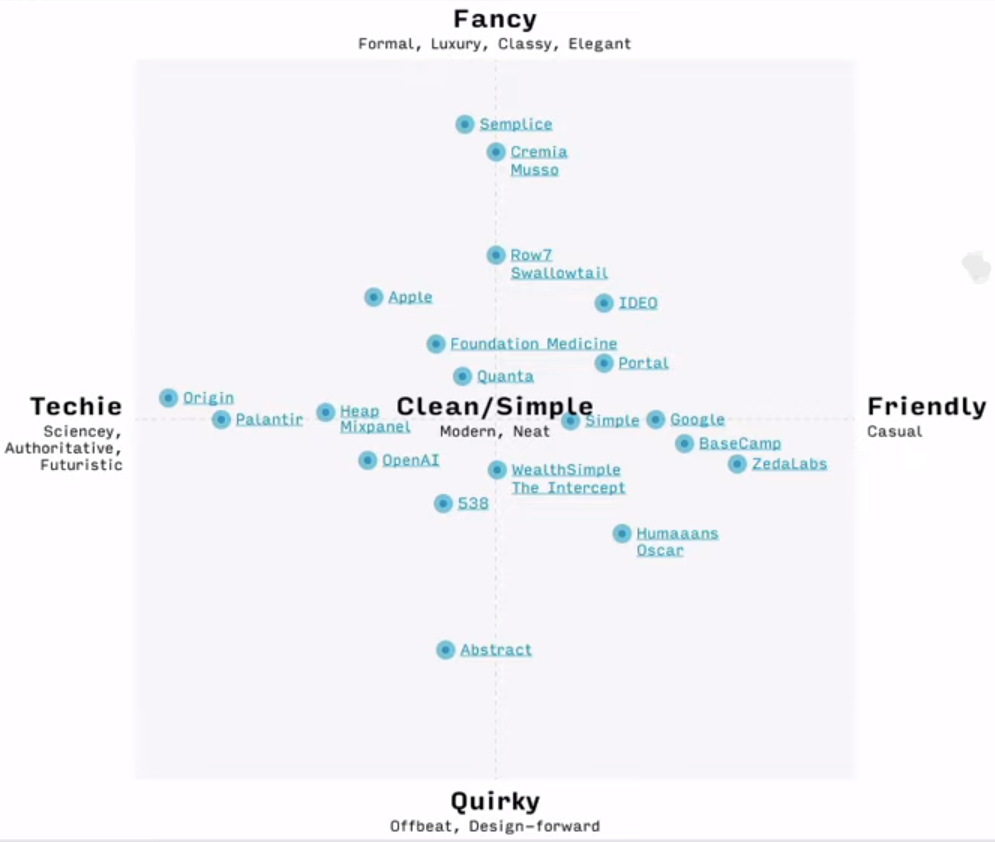 Fancy
Formal, Luxury, Classy, Elegant
Semplice
Cremia
Musso
Row7
Swallowtail
Apple
IDEO
Foundation Medicine
Portal
Quanta
Origin
Techie
Sciencey,
Authoritative,
Futuristic
Palantir
Heap
Mixpanel
Clean/Simple
Modern, Neat
Simple
Google
Friendly
Casual
BaseCamp
OpenAI
ZedaLabs
WealthSimple
The Intercept
538
Humaaans
Oscar
Abstract
Quirky
Offbeat, Design-forward